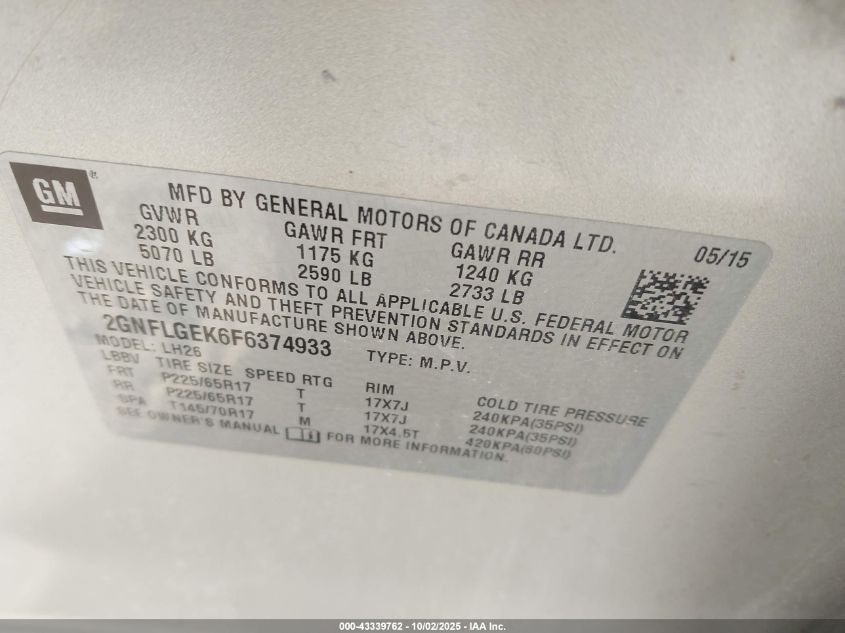 GM
MFD BY GENERAL MOTORS OF CANADA LTD.
05/15
GVWR GAWR FRT GAWR RR
2300 KG 1175 KG 1240 KG
5070 LB 2590 LB 2733 LB
THIS VEHICLE CONFORMS TO ALL APPLICABLE U.S. FEDERAL MOTOR
VEHICLE SAFETY AND THEFT PREVENTION STANDARDS IN EFFECT ON
THE DATE OF MANUFACTURE SHOWN ABOVE.
2GNFLGEK6F6374933 TYPE: M.P.V.
MODEL: LH26
LBBV TIRE SIZE SPEED RTG RIM COLD TIRE PRESSURE
FRT P225/65R17 T 17X7J 240KPA(35PSI)
RR P225/65R17 T 17X7J 240KPA(35PSI)
SPA T145/70R17 M 17X4.5T 420KPA(60PSI)
SEE OWNER'S MANUAL FOR MORE INFORMATION.
000-43339762 - 10/02/2025 - IAA Inc.